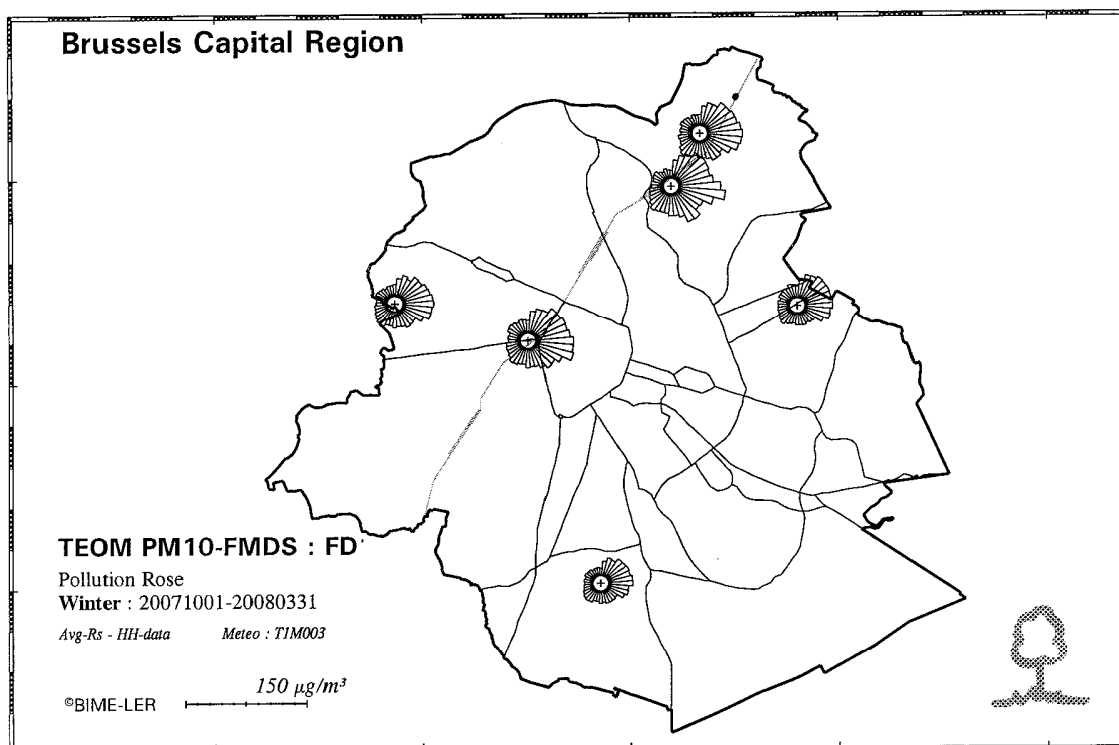 Brussels Capital Region
TEOM PM10-FMDS : FD
Pollution Rose
Winter : 20071001-20080331
Avg-Rs - HH-data Meteo : T1M003
150 µg/m³
©BIME-LER